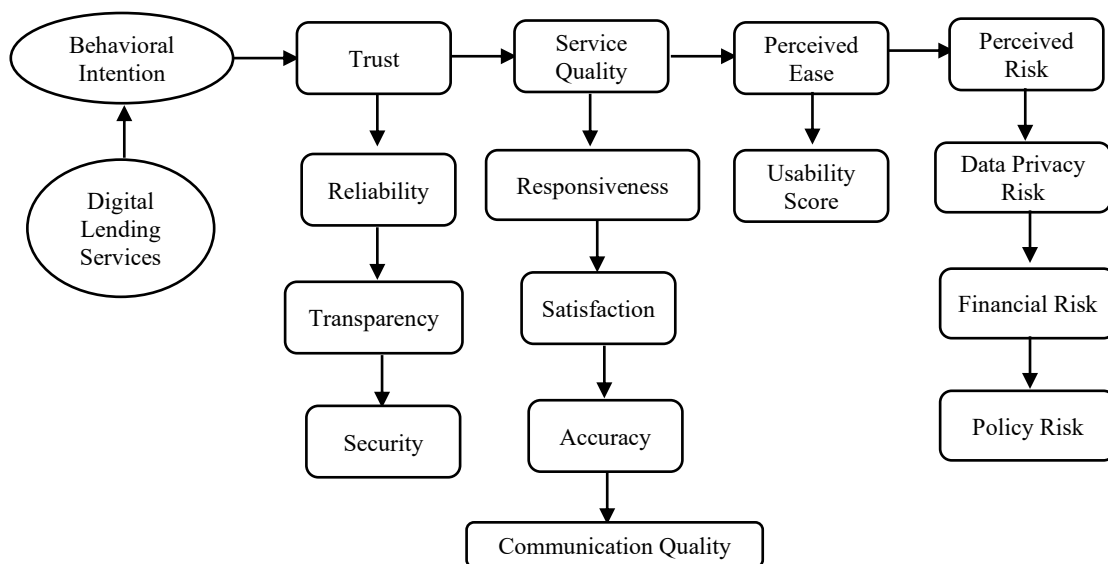 Behavioral
Intention
Trust
Service
Quality
Perceived
Ease
Perceived
Risk
Digital
Lending
Services
Reliability
Responsiveness
Usability
Score
Data Privacy
Risk
Transparency
Satisfaction
Financial Risk
Security
Accuracy
Policy Risk
Communication Quality